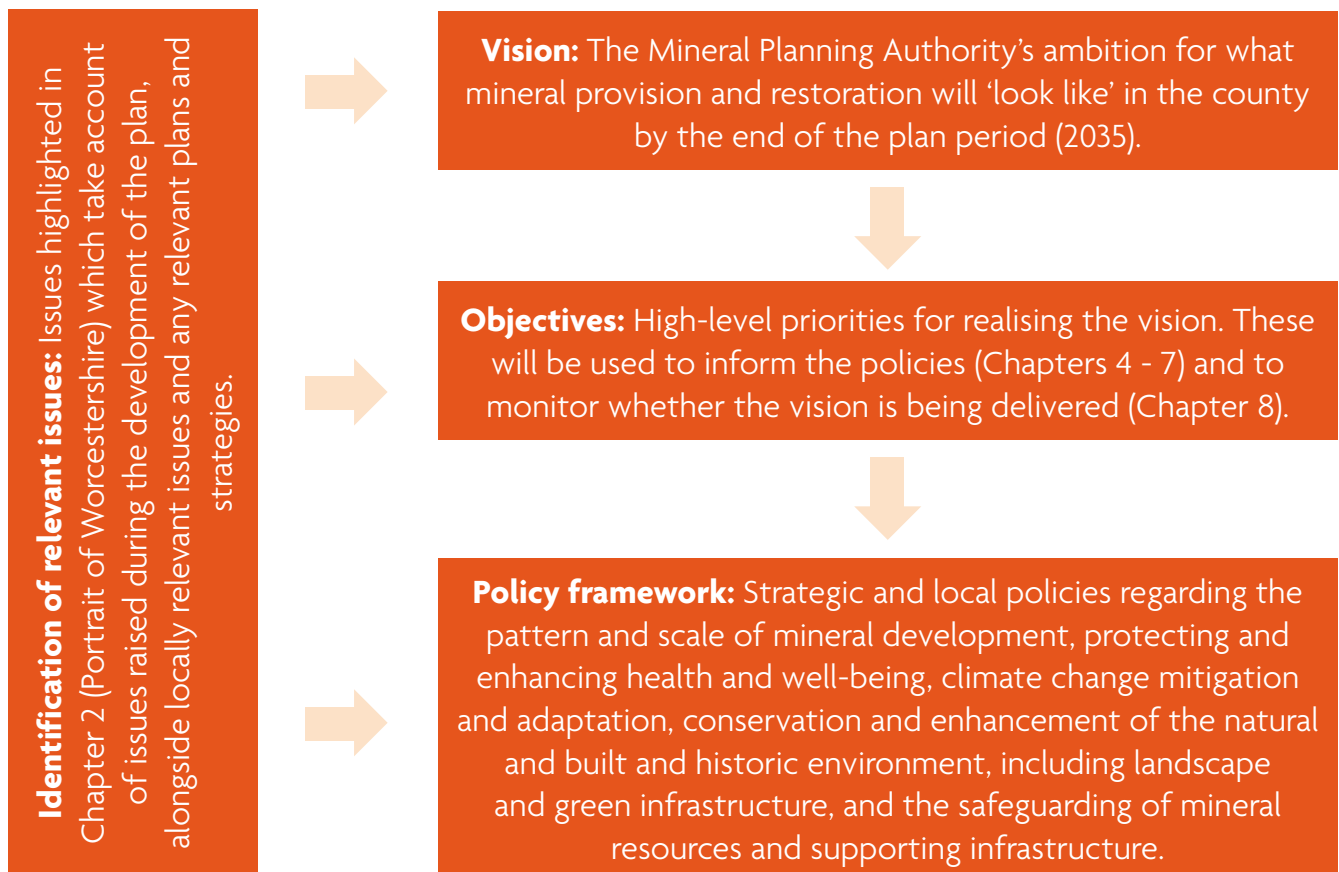 Identification of relevant issues: Issues highlighted in
Chapter 2 (Portrait of Worcestershire) which take account
of issues raised during the development of the plan,
alongside locally relevant issues and any relevant plans and
strategies.
Vision: The Mineral Planning Authority’s ambition for what
mineral provision and restoration will ‘look like’ in the county
by the end of the plan period (2035).
Objectives: High-level priorities for realising the vision. These
will be used to inform the policies (Chapters 4 - 7) and to
monitor whether the vision is being delivered (Chapter 8).
Policy framework: Strategic and local policies regarding the
pattern and scale of mineral development, protecting and
enhancing health and well-being, climate change mitigation
and adaptation, conservation and enhancement of the natural
and built and historic environment, including landscape
and green infrastructure, and the safeguarding of mineral
resources and supporting infrastructure.